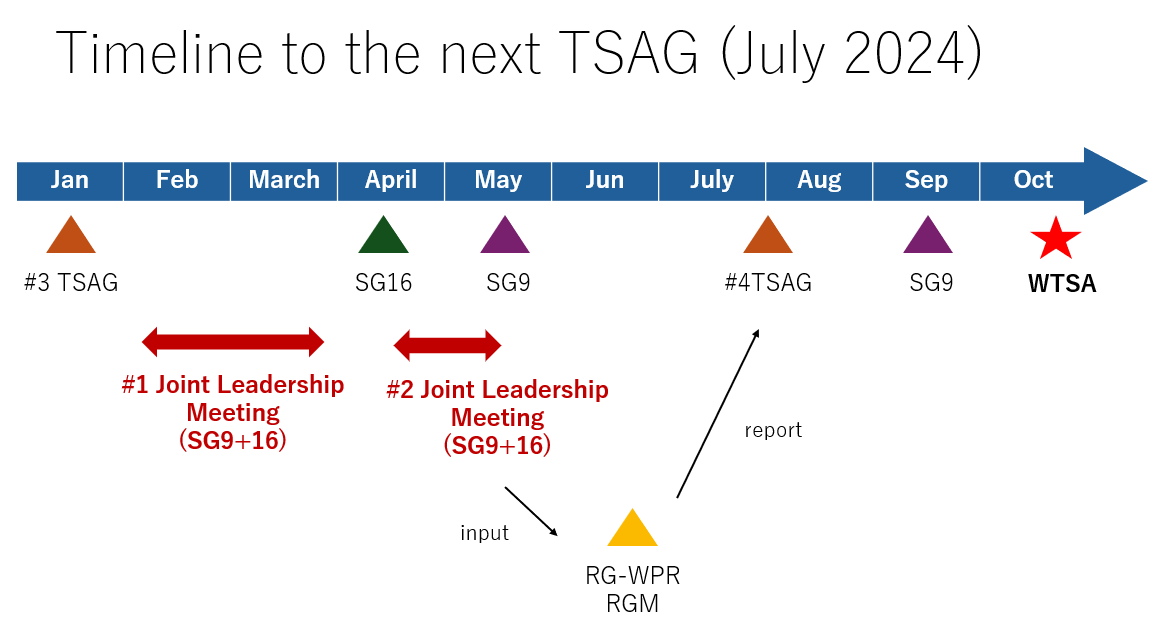 Timeline to the next TSAG (July 2024)
Jan Feb March April May Jun July Aug Sep Oct
#3 TSAG SG16 SG9 #4TSAG SG9 WTSA
#1 Joint Leadership
Meeting
(SG9+16)
#2 Joint Leadership
Meeting
(SG9+16)
report
input
RG-WPR
RGM